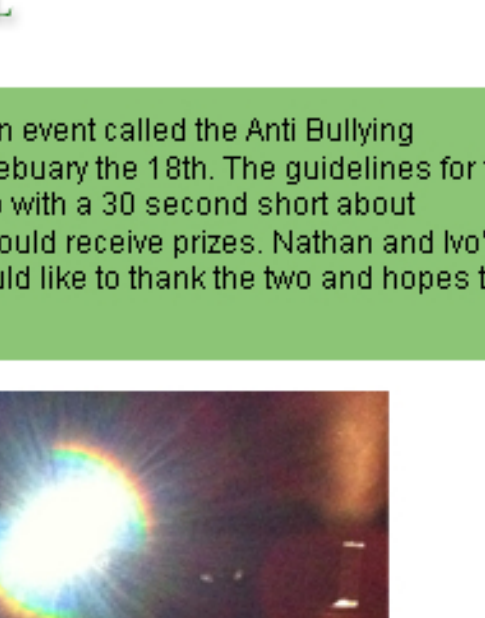 n event called the Anti Bullying
ebuary the 18th. The guidelines for
with a 30 second short about
ould receive prizes. Nathan and Ivo'
uld like to thank the two and hopes t